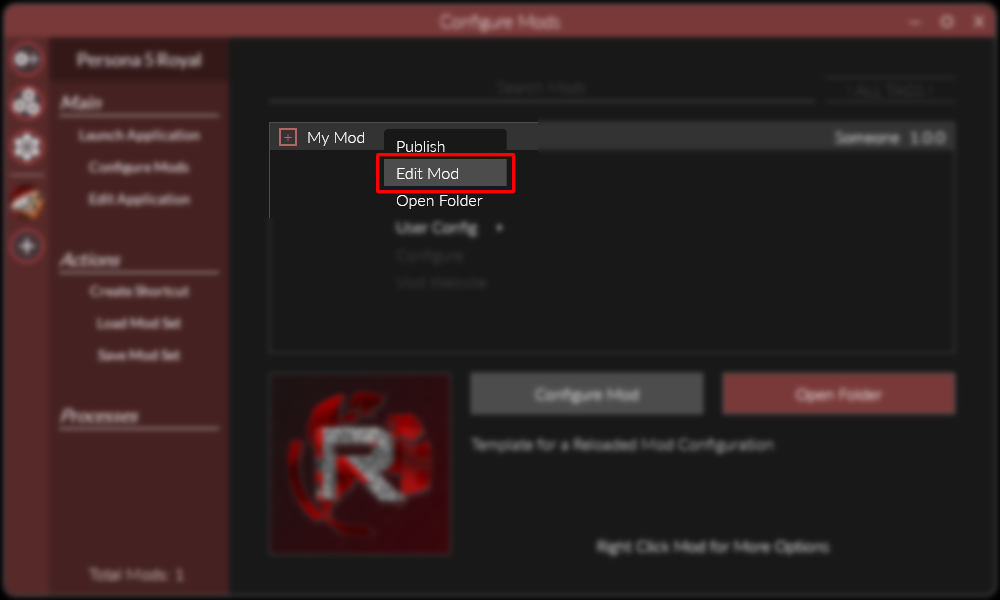 Configure Mods
Persona 5 Royal
Main
Launch Application
Configure Mods
Edit Application
Actions
Create Shortcut
Load Mod Set
Save Mod Set
Processes
Total Mods: 1
Search Mods
! ALL TAGS !
My Mod
Someone 1.0.0
Publish
Edit Mod
Open Folder
User Config
Configure
Visit Website
R
Configure Mod
Open Folder
Template for a Reloaded Mod Configuration
Right Click Mod for More Options